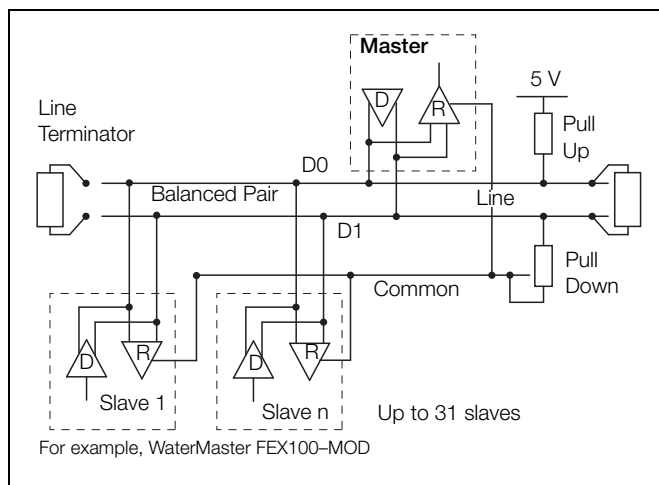 Master
D
R
5 V
Line
Terminator
Pull
Up
D0
Balanced Pair
Line
D1
Common
Pull
Down
D
R
Slave 1
D
R
Slave n
Up to 31 slaves
For example, WaterMaster FEX100–MOD